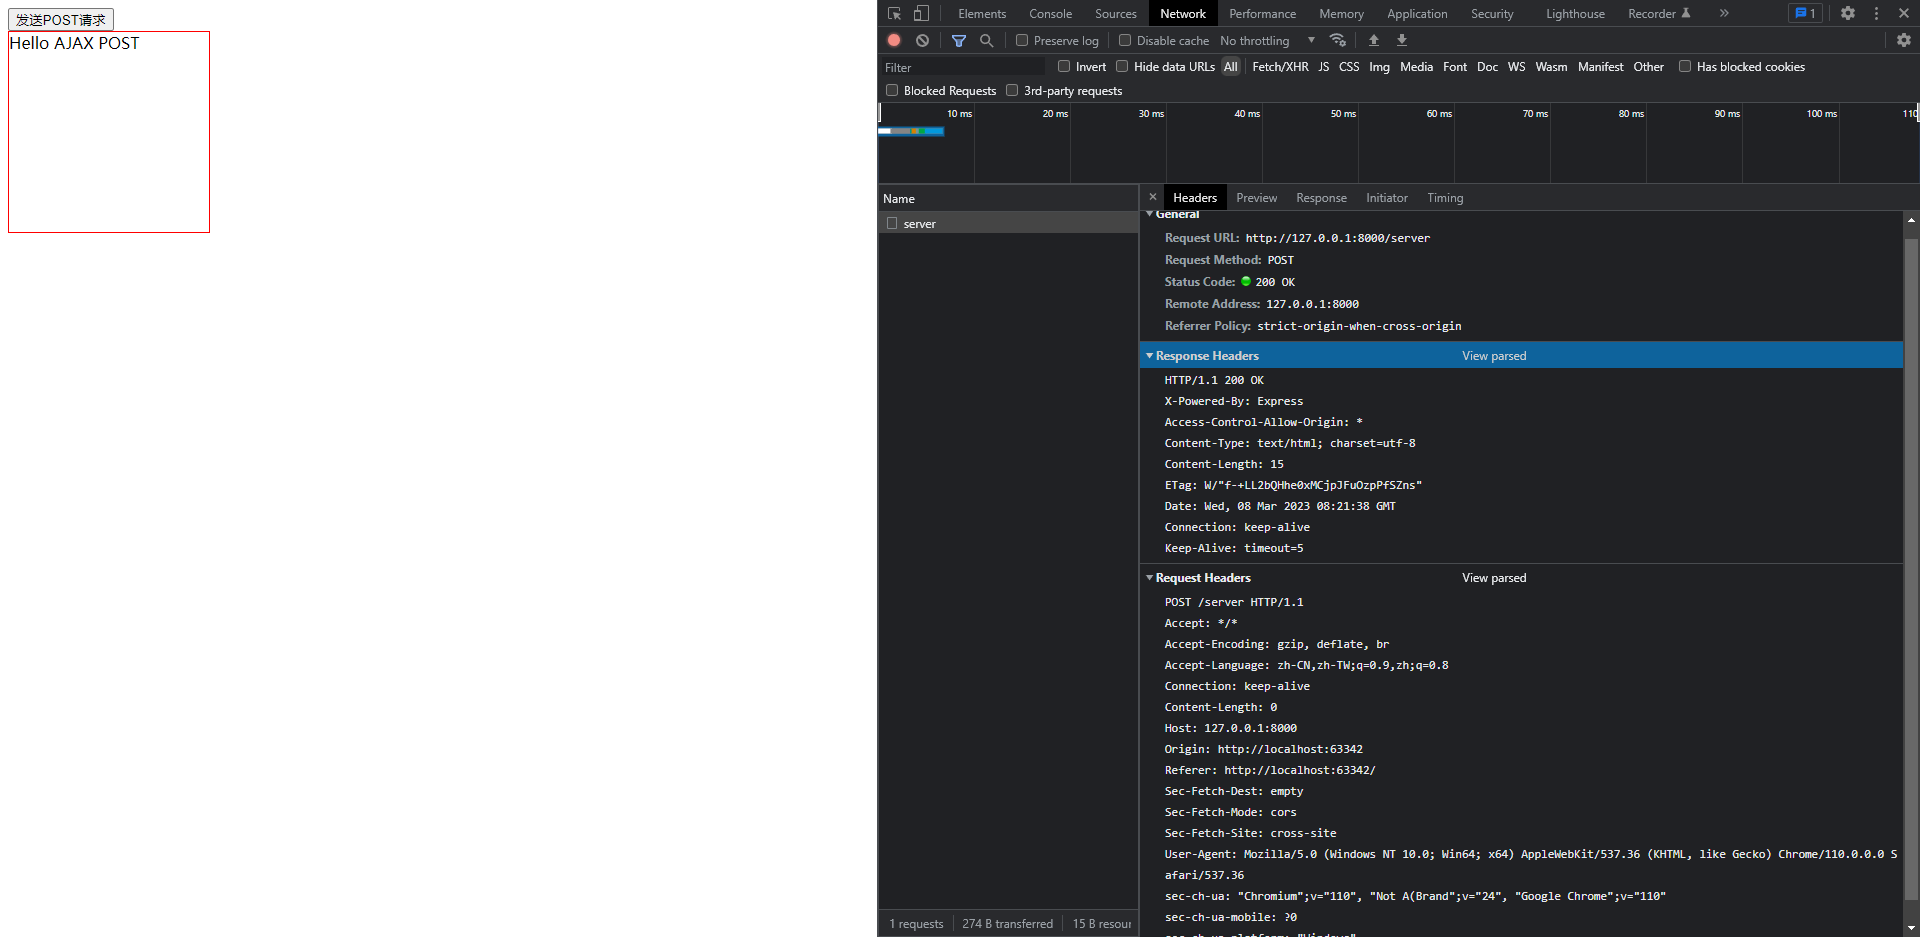 发送POST请求
Hello AJAX POST
Elements Console Sources Network Performance Memory Application Security Lighthouse Recorder » 1
Preserve log Disable cache No throttling
Filter Invert Hide data URLs All Fetch/XHR JS CSS Img Media Font Doc WS Wasm Manifest Other Has blocked cookies
Blocked Requests 3rd-party requests
10 ms 20 ms 30 ms 40 ms 50 ms 60 ms 70 ms 80 ms 90 ms 100 ms 110
Name
server
× Headers Preview Response Initiator Timing
General
Request URL: http://127.0.0.1:8000/server
Request Method: POST
Status Code: 200 OK
Remote Address: 127.0.0.1:8000
Referrer Policy: strict-origin-when-cross-origin
Response Headers View parsed
HTTP/1.1 200 OK
X-Powered-By: Express
Access-Control-Allow-Origin: *
Content-Type: text/html; charset=utf-8
Content-Length: 15
ETag: W/"f-+LL2bQHhe0xMCjpJFuOzpPfSZns"
Date: Wed, 08 Mar 2023 08:21:38 GMT
Connection: keep-alive
Keep-Alive: timeout=5
Request Headers View parsed
POST /server HTTP/1.1
Accept: */*
Accept-Encoding: gzip, deflate, br
Accept-Language: zh-CN,zh-TW;q=0.9,zh;q=0.8
Connection: keep-alive
Content-Length: 0
Host: 127.0.0.1:8000
Origin: http://localhost:63342
Referer: http://localhost:63342/
Sec-Fetch-Dest: empty
Sec-Fetch-Mode: cors
Sec-Fetch-Site: cross-site
User-Agent: Mozilla/5.0 (Windows NT 10.0; Win64; x64) AppleWebKit/537.36 (KHTML, like Gecko) Chrome/110.0.0.0 S
afari/537.36
sec-ch-ua: "Chromium";v="110", "Not A(Brand";v="24", "Google Chrome";v="110"
sec-ch-ua-mobile: ?0
sec-ch-ua-platform: "Windows"
1 requests 274 B transferred 15 B resour